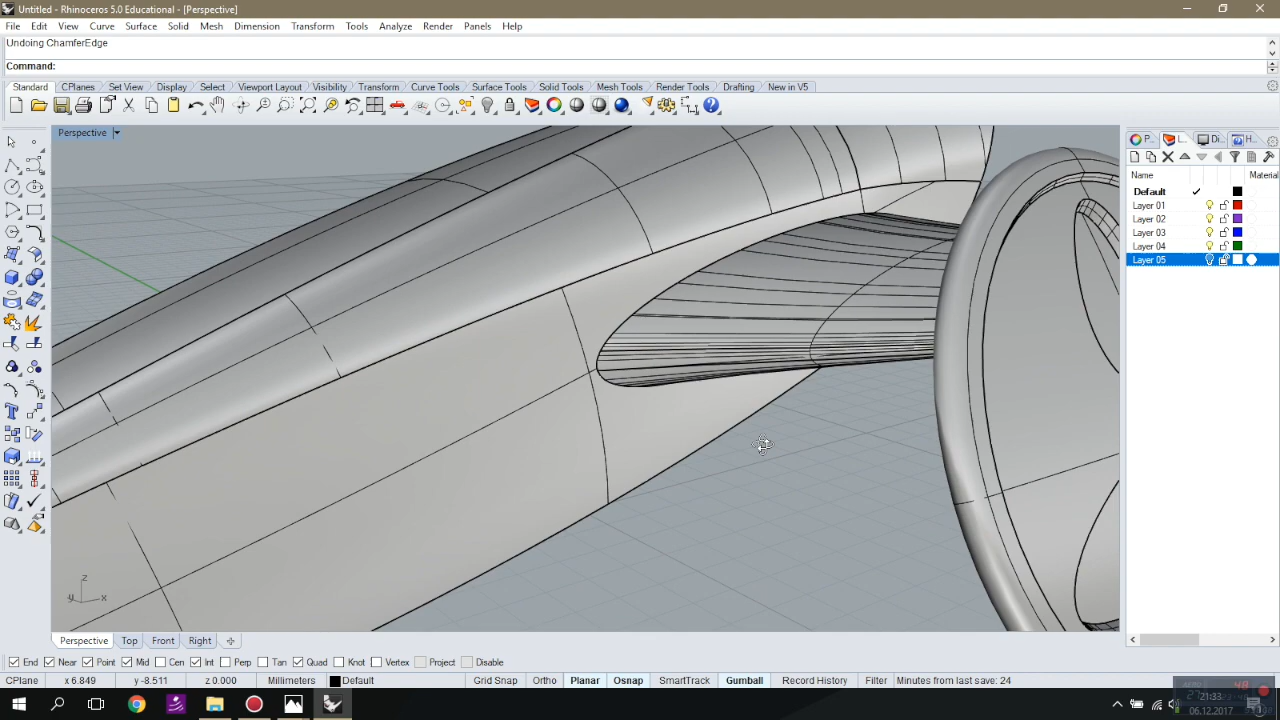 Untitled - Rhinoceros 5.0 Educational - [Perspective]
File Edit View Curve Surface Solid Mesh Dimension Transform Tools Analyze Render Panels Help
Undoing ChamferEdge
Command:
Standard CPlanes Set View Display Select Viewport Layout Visibility Transform Curve Tools Surface Tools Solid Tools Mesh Tools Render Tools Drafting New in V5
Perspective
P... L... Di... H...
Name Material
Default
Layer 01
Layer 02
Layer 03
Layer 04
Layer 05
z
y x
Perspective Top Front Right
End Near Point Mid Cen Int Perp Tan Quad Knot Vertex Project Disable
CPlane x 6.849 y -8.511 z 0.000 Millimeters Default Grid Snap Ortho Planar Osnap SmartTrack Gumball Record History Filter Minutes from last save: 24
21:33
06.12.2017